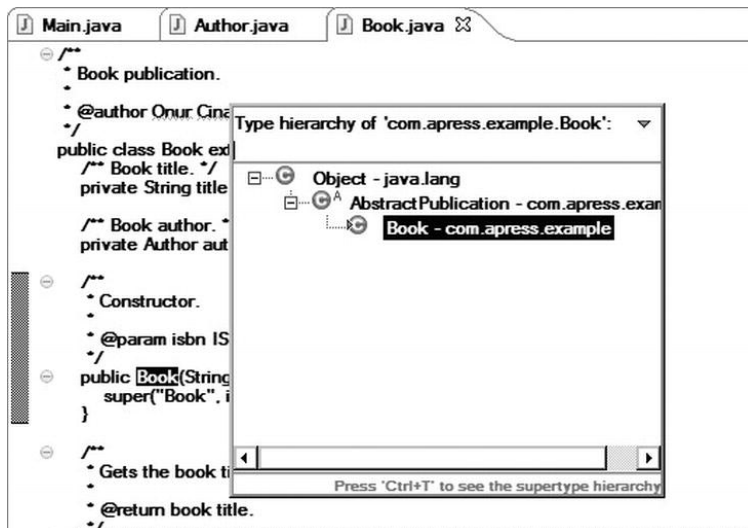 Main.java
Author.java
Book.java
/**
* Book publication.
*
* @author Onur Cina
*/
public class Book ext
/** Book title. */
private String title
/** Book author. *
private Author aut
/**
* Constructor.
*
* @param isbn IS
*/
public Book(String
super("Book", i
}
/**
* Gets the book ti
*
* @return book title.
*/
Type hierarchy of 'com.apress.example.Book':
Object - java.lang
AbstractPublication - com.apress.exam
Book - com.apress.example
Press 'Ctrl+T' to see the supertype hierarchy